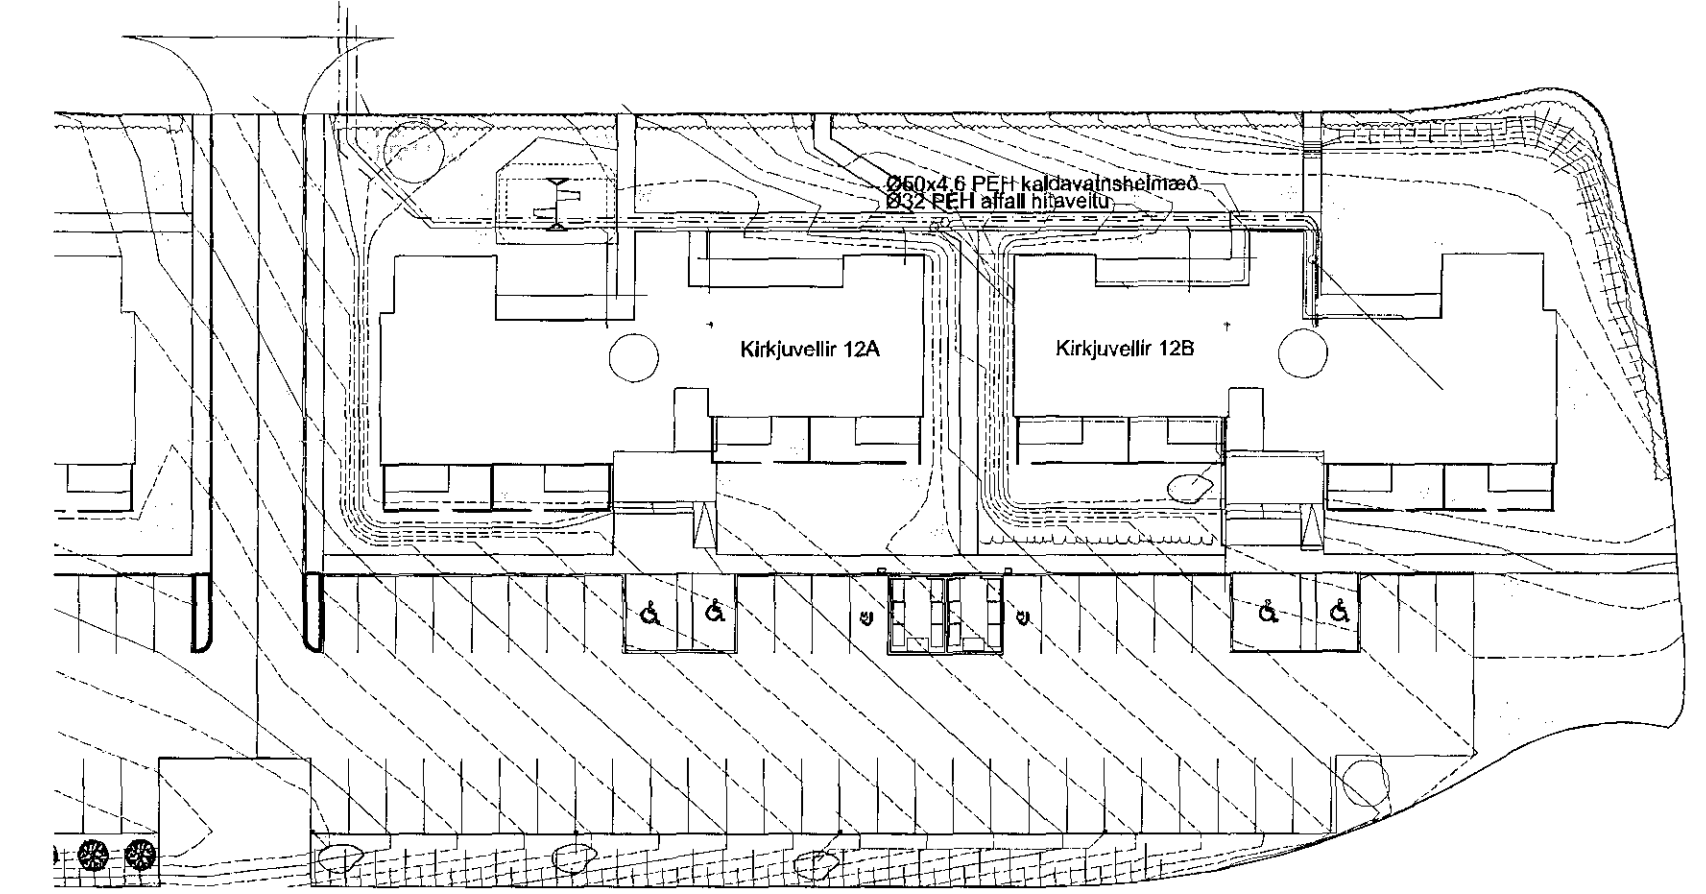 Ø50x4,6 PEH kaldavatnsheimæð
Ø32 PEH affall hitaveitu
Kirkjuvellir 12A
Kirkjuvellir 12B